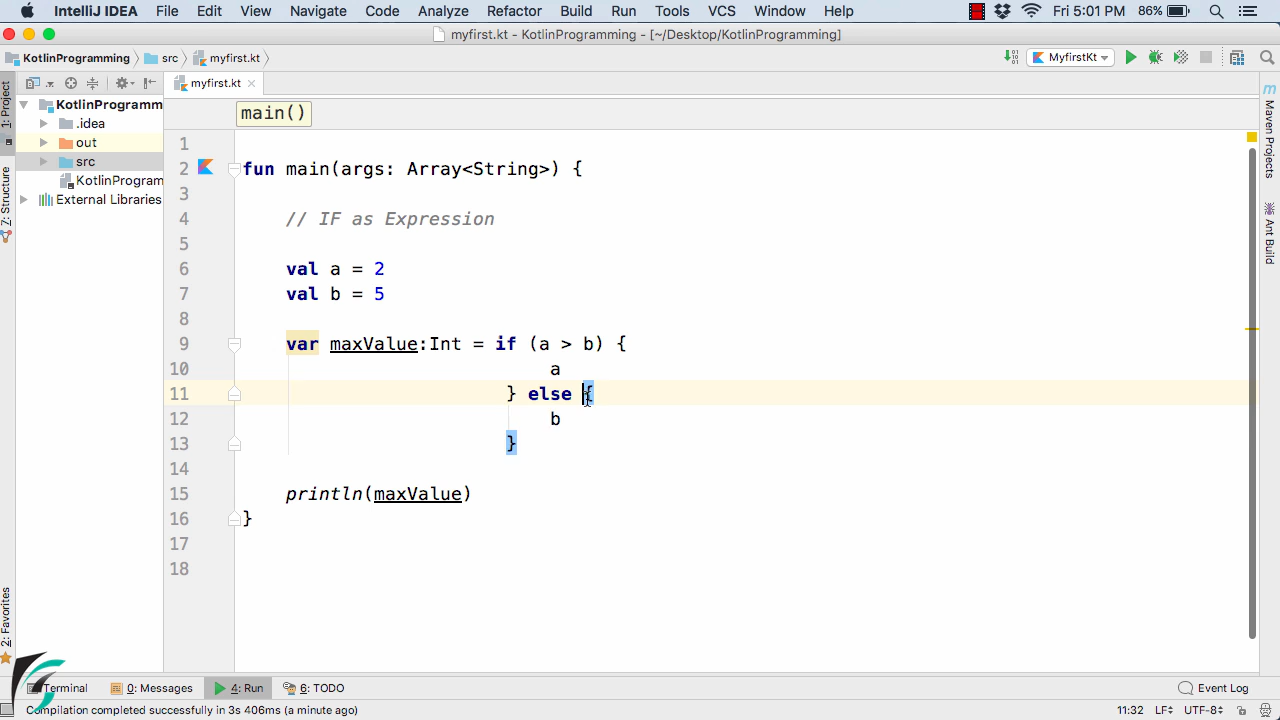 IntelliJ IDEA File Edit View Navigate Code Analyze Refactor Build Run Tools VCS Window Help Fri 5:01 PM 86%
myfirst.kt - KotlinProgramming - [~/Desktop/KotlinProgramming]
KotlinProgramming src myfirst.kt MyfirstKt
1: Project
myfirst.kt
KotlinProgramm
.idea
out
src
KotlinProgram
External Libraries
7: Structure
2: Favorites
main()
1
2 fun main(args: Array<String>) {
3
4 // IF as Expression
5
6 val a = 2
7 val b = 5
8
9 var maxValue:Int = if (a > b) {
10 a
11 } else {
12 b
13 }
14
15 println(maxValue)
16 }
17
18
m Maven Projects
Ant Build
Terminal 0: Messages 4: Run 6: TODO Event Log
Compilation completed successfully in 3s 406ms (a minute ago) 11:32 LF UTF-8